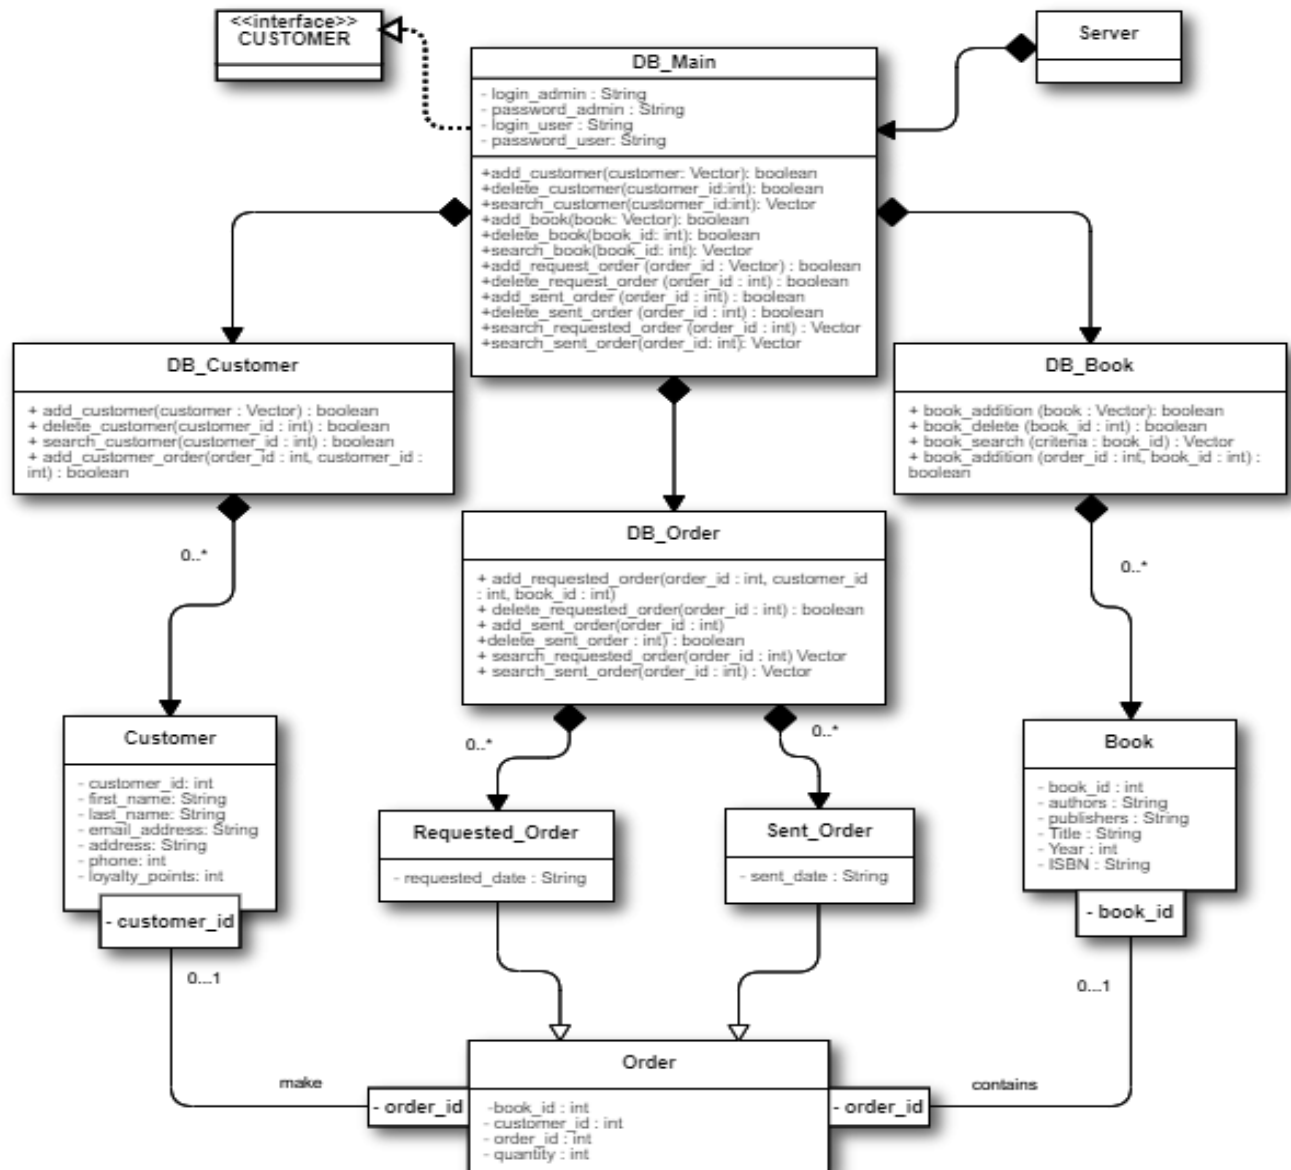 <<interface>>
CUSTOMER
Server
DB_Main
- login_admin : String
- password_admin : String
- login_user : String
- password_user: String
+add_customer(customer: Vector): boolean
+delete_customer(customer_id:int): boolean
+search_customer(customer_id:int): Vector
+add_book(book: Vector): boolean
+delete_book(book_id: int): boolean
+search_book(book_id: int): Vector
+add_request_order (order_id : Vector) : boolean
+delete_request_order (order_id : int) : boolean
+add_sent_order (order_id : int) : boolean
+delete_sent_order (order_id : int) : boolean
+search_requested_order (order_id : int) : Vector
+search_sent_order(order_id: int): Vector
DB_Customer
+ add_customer(customer : Vector) : boolean
+ delete_customer(customer_id : int) : boolean
+ search_customer(customer_id : int) : boolean
+ add_customer_order(order_id : int, customer_id :
int) : boolean
DB_Book
+ book_addition (book : Vector): boolean
+ book_delete (book_id : int) : boolean
+ book_search (criteria : book_id) : Vector
+ book_addition (order_id : int, book_id : int) :
boolean
DB_Order
+ add_requested_order(order_id : int, customer_id
: int, book_id : int)
+ delete_requested_order(order_id : int) : boolean
+ add_sent_order(order_id : int)
+delete_sent_order : int) : boolean
+ search_requested_order(order_id : int) Vector
+ search_sent_order(order_id : int) : Vector
0..*
0..*
0..*
0..*
Customer
- customer_id: int
- first_name: String
- last_name: String
- email_address: String
- address: String
- phone: int
- loyalty_points: int
- customer_id
Requested_Order
- requested_date : String
Sent_Order
- sent_date : String
Book
- book_id : int
- authors : String
- publishers : String
- Title : String
- Year : int
- ISBN : String
- book_id
0...1
0...1
make
contains
- order_id
- order_id
Order
-book_id : int
- customer_id : int
- order_id : int
- quantity : int